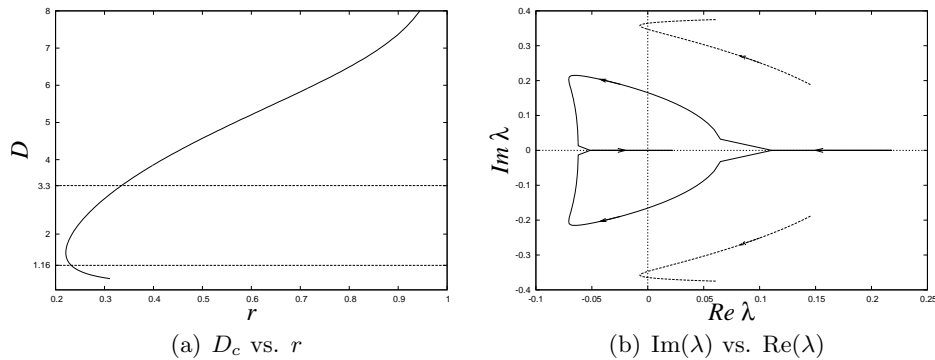 8
7
6
5
4
3.3
2
1.16
D
0.2 0.3 0.4 0.5 0.6 0.7 0.8 0.9 1
r
(a) D_c vs. r
0.4
0.3
0.2
0.1
0
-0.1
-0.2
-0.3
-0.4
Im λ
-0.1 -0.05 0 0.05 0.1 0.15 0.2 0.25
Re λ
(b) Im(λ) vs. Re(λ)